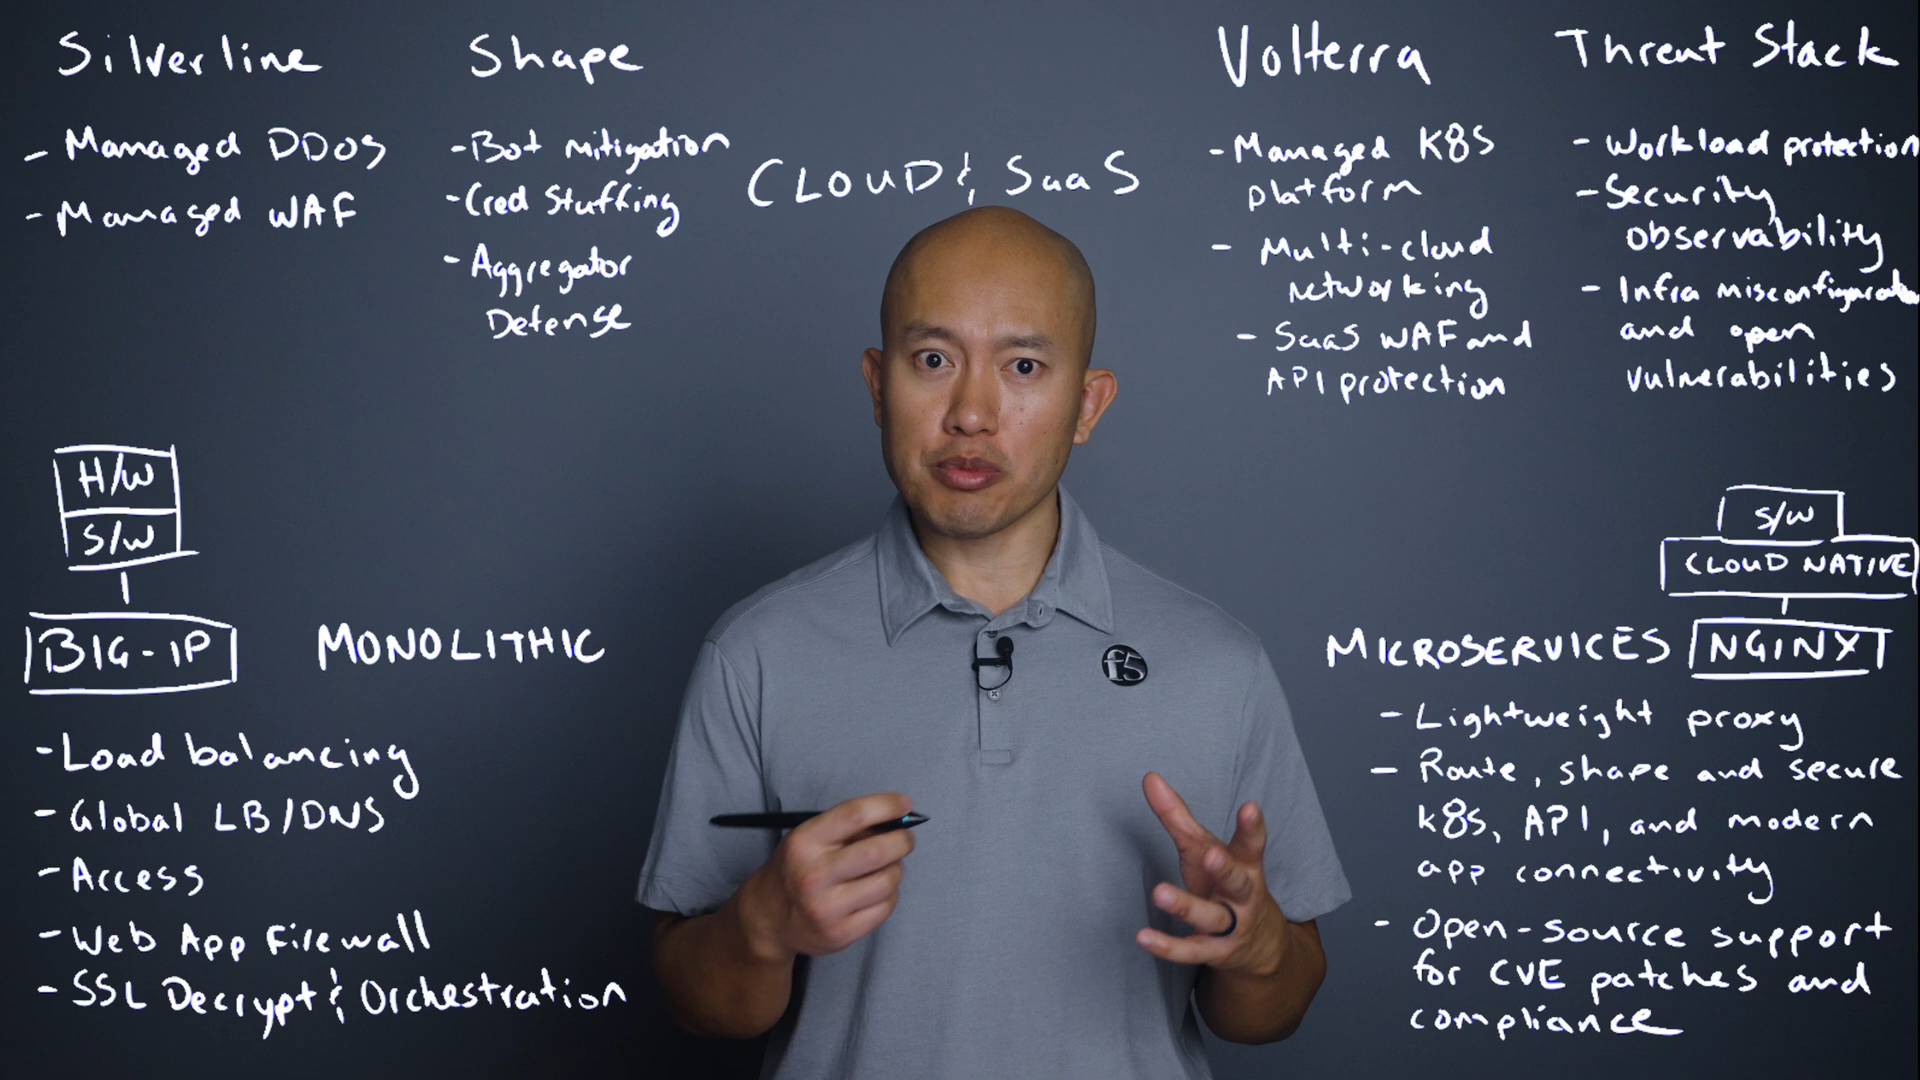 Silverline
- Managed DDoS
- Managed WAF
Shape
- Bot mitigation
- Cred Stuffing
- Aggregator
Defense
CLOUD & SaaS
Volterra
- Managed K8S
platform
- Multi-cloud
networking
- SaaS WAF and
API protection
Threat Stack
- Workload protection
- Security
observability
- Infra misconfiguration
and open
vulnerabilities
H/W
S/W
BIG-IP
MONOLITHIC
- Load balancing
- Global LB/DNS
- Access
- Web App Firewall
- SSL Decrypt & Orchestration
f5
S/W
CLOUD NATIVE
MICROSERVICES
NGINX
- Lightweight proxy
- Route, shape and secure
k8s, API, and modern
app connectivity
- Open-source support
for CVE patches and
compliance